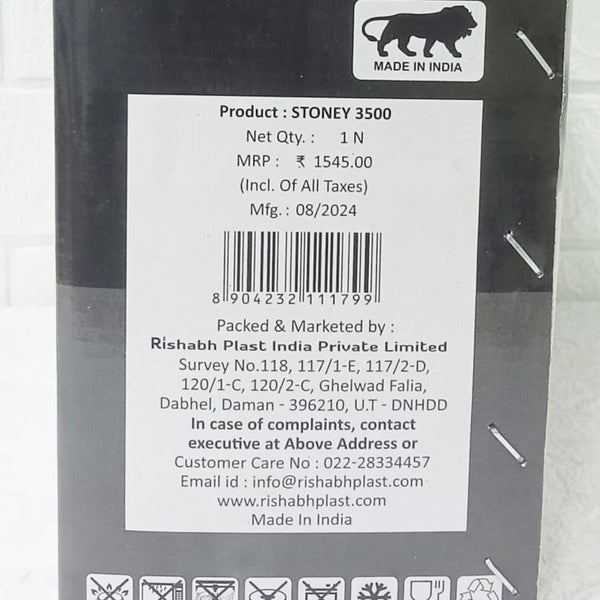 MADE IN INDIA
Product : STONEY 3500
Net Qty. : 1 N
MRP : ₹ 1545.00
(Incl. Of All Taxes)
Mfg. : 08/2024
8 904232 111799
Packed & Marketed by :
Rishabh Plast India Private Limited
Survey No.118, 117/1-E, 117/2-D,
120/1-C, 120/2-C, Ghelwad Falia,
Dabhel, Daman - 396210, U.T - DNHDD
In case of complaints, contact
executive at Above Address or
Customer Care No : 022-28334457
Email id : info@rishabhplast.com
www.rishabhplast.com
Made In India